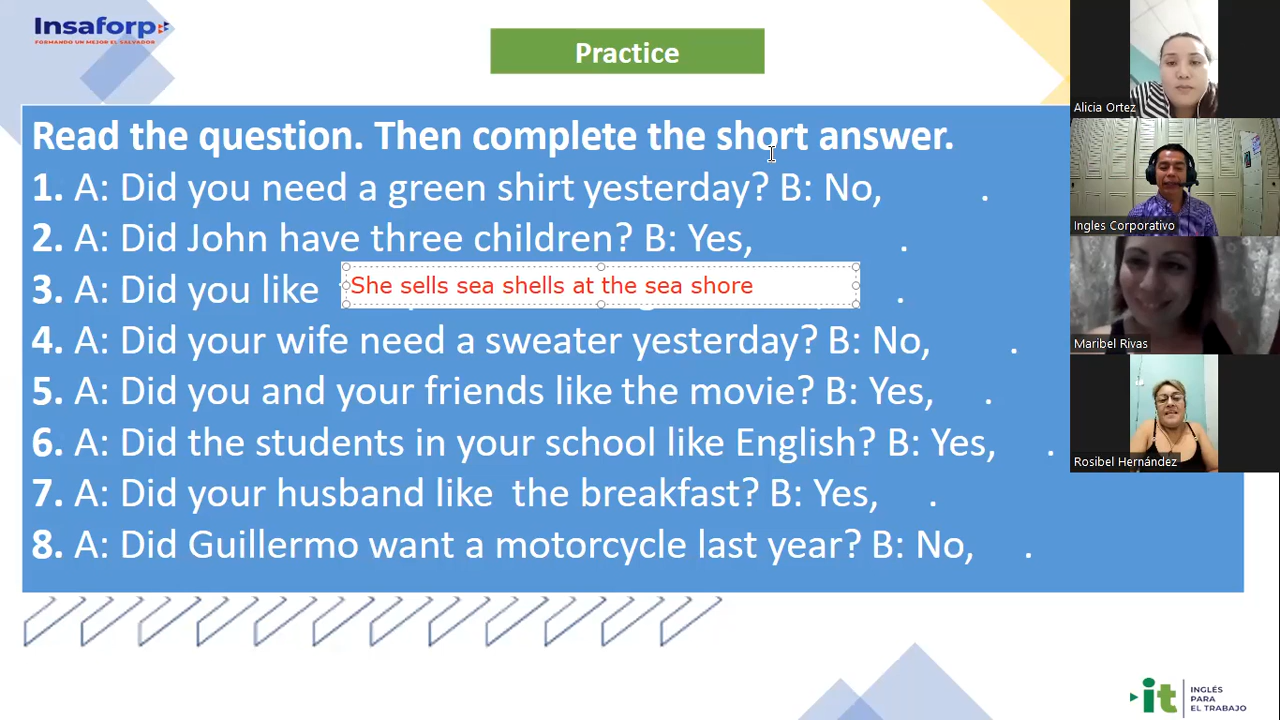 Insaforp
FORMANDO UN MEJOR EL SALVADOR
Practice
Read the question. Then complete the short answer.
1. A: Did you need a green shirt yesterday? B: No, .
2. A: Did John have three children? B: Yes, .
3. A: Did you like .
She sells sea shells at the sea shore
4. A: Did your wife need a sweater yesterday? B: No, .
5. A: Did you and your friends like the movie? B: Yes, .
6. A: Did the students in your school like English? B: Yes, .
7. A: Did your husband like the breakfast? B: Yes, .
8. A: Did Guillermo want a motorcycle last year? B: No, .
Alicia Ortez
Ingles Corporativo
Maribel Rivas
Rosibel Hernández
it
INGLÉS
PARA
EL TRABAJO